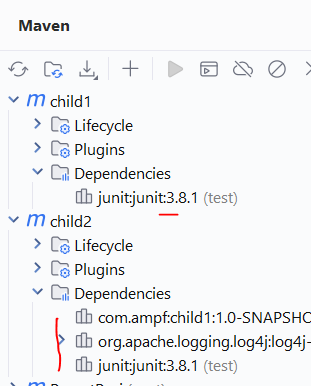 Maven
m child1
Lifecycle
Plugins
Dependencies
junit:junit:3.8.1 (test)
m child2
Lifecycle
Plugins
Dependencies
com.ampf:child1:1.0-SNAPSHO
org.apache.logging.log4j:log4j-
junit:junit:3.8.1 (test)